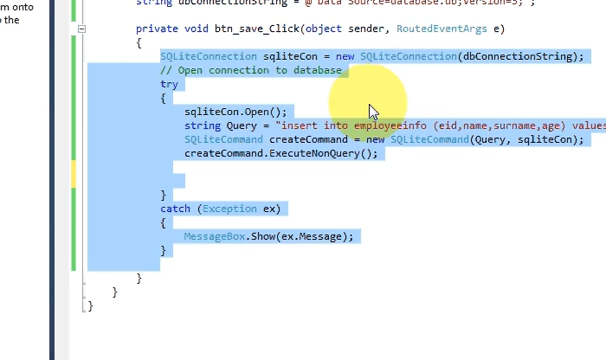 m onto
o the
string dbConnectionString = @"Data Source=database.db;Version=3;";
private void btn_save_Click(object sender, RoutedEventArgs e)
{
SQLiteConnection sqliteCon = new SQLiteConnection(dbConnectionString);
// Open connection to database
try
{
sqliteCon.Open();
string Query = "insert into employeeinfo (eid,name,surname,age) values
SQLiteCommand createCommand = new SQLiteCommand(Query, sqliteCon);
createCommand.ExecuteNonQuery();
}
catch (Exception ex)
{
MessageBox.Show(ex.Message);
}
}
}
}